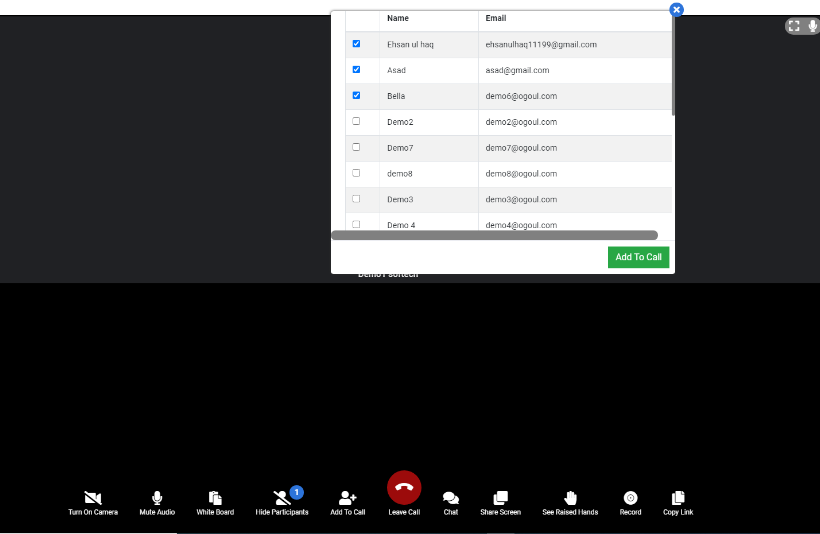 Name Email
Ehsan ul haq ehsanulhaq11199@gmail.com
Asad asad@gmail.com
Bella demo6@ogoul.com
Demo2 demo2@ogoul.com
Demo7 demo7@ogoul.com
demo8 demo8@ogoul.com
Demo3 demo3@ogoul.com
Demo 4 demo4@ogoul.com
Add To Call
Demo1 softech
1
Turn On Camera Mute Audio White Board Hide Participants Add To Call Leave Call Chat Share Screen See Raised Hands Record Copy Link